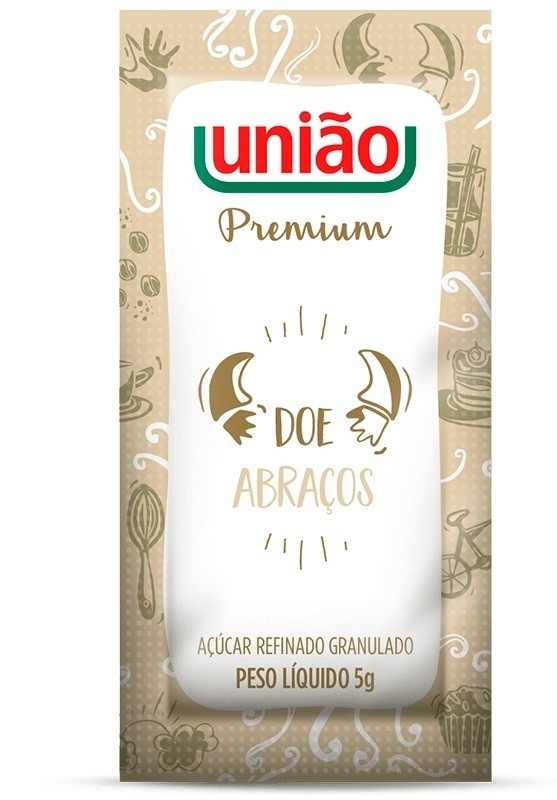 união
Premium
DOE
ABRAÇOS
AÇÚCAR REFINADO GRANULADO
PESO LÍQUIDO 5g